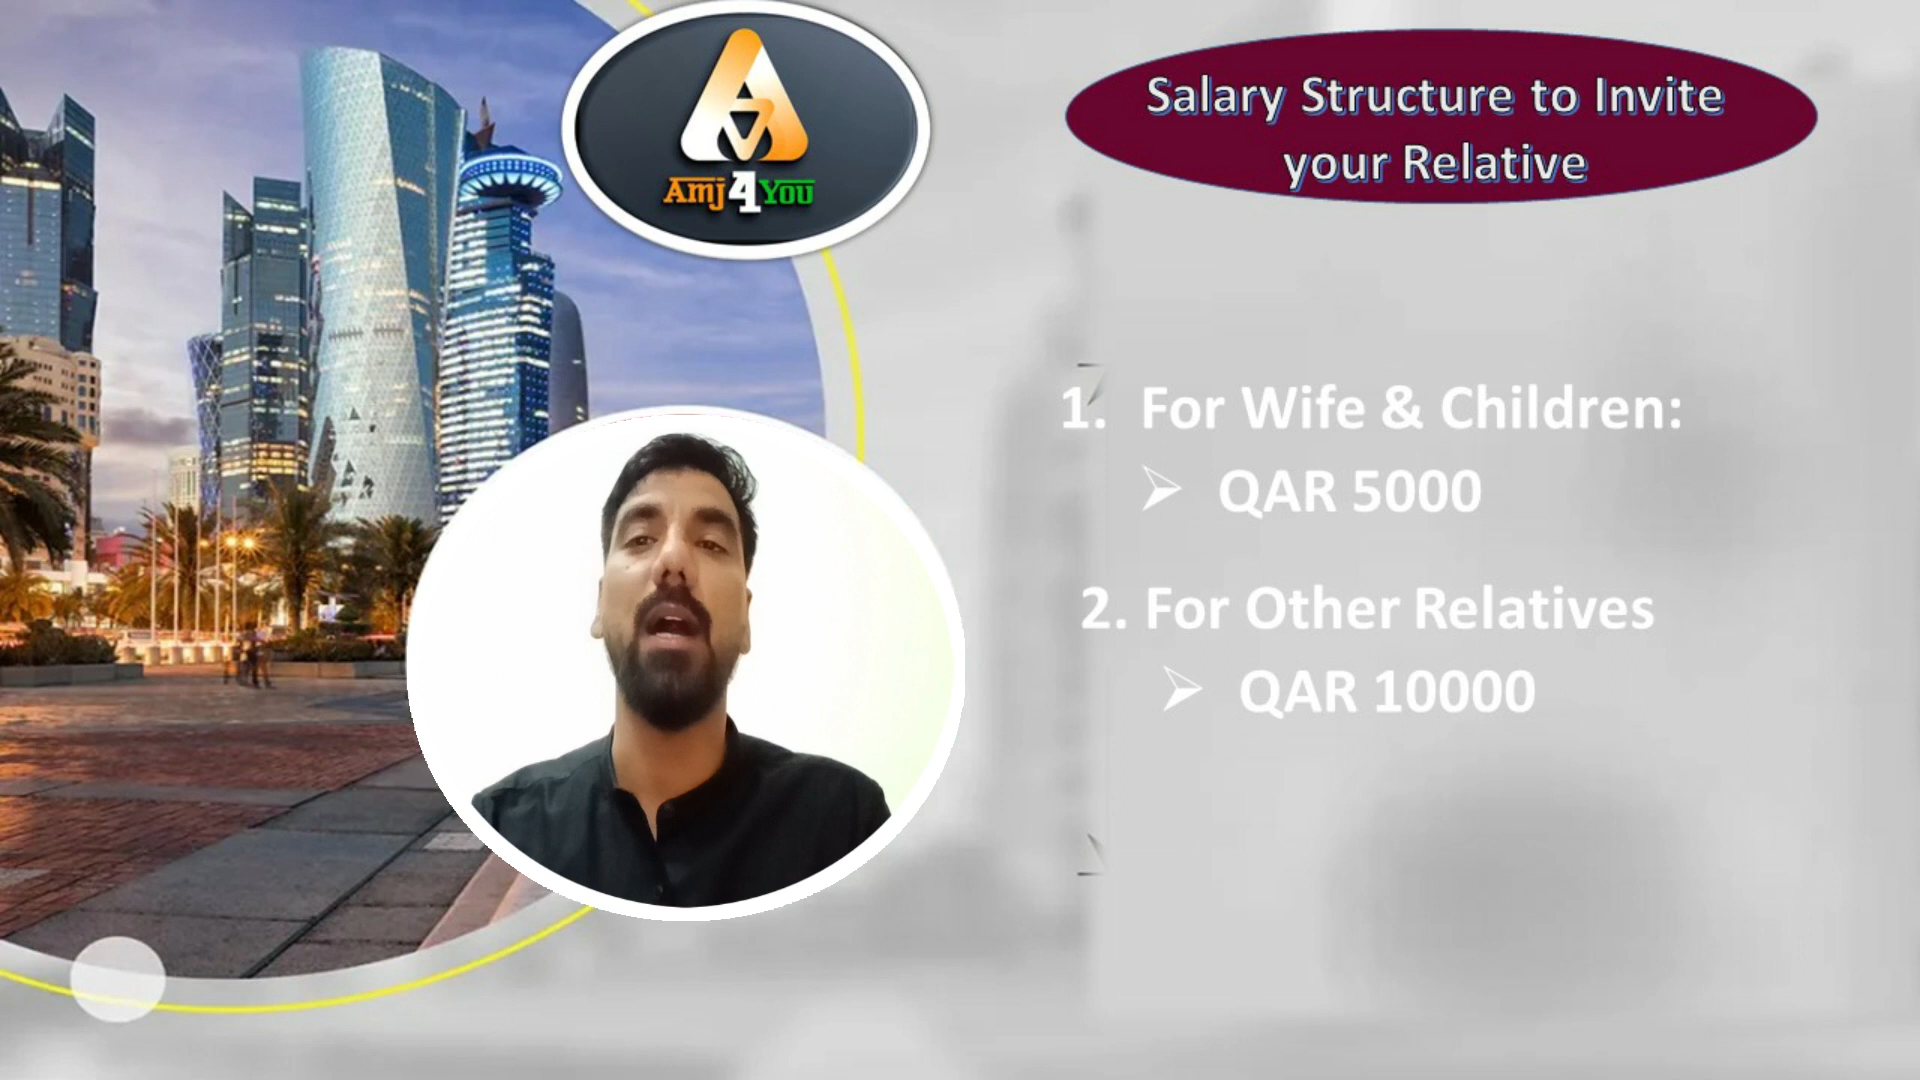 Amj4You
Salary Structure to Invite
your Relative
1. For Wife & Children:
➢ QAR 5000
2. For Other Relatives
➢ QAR 10000